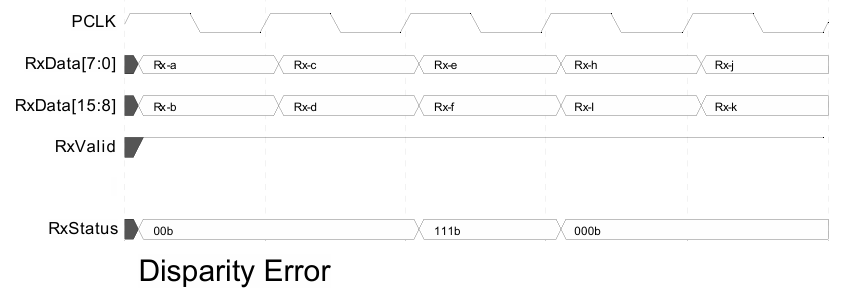 PCLK
RxData[7:0] Rx-a Rx-c Rx-e Rx-h Rx-j
RxData[15:8] Rx-b Rx-d Rx-f Rx-I Rx-k
RxValid
RxStatus 00b 111b 000b
Disparity Error